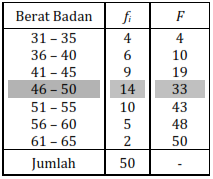 Berat Badan fᵢ F
31 – 35 4 4
36 – 40 6 10
41 – 45 9 19
46 – 50 14 33
51 – 55 10 43
56 – 60 5 48
61 – 65 2 50
Jumlah 50 -